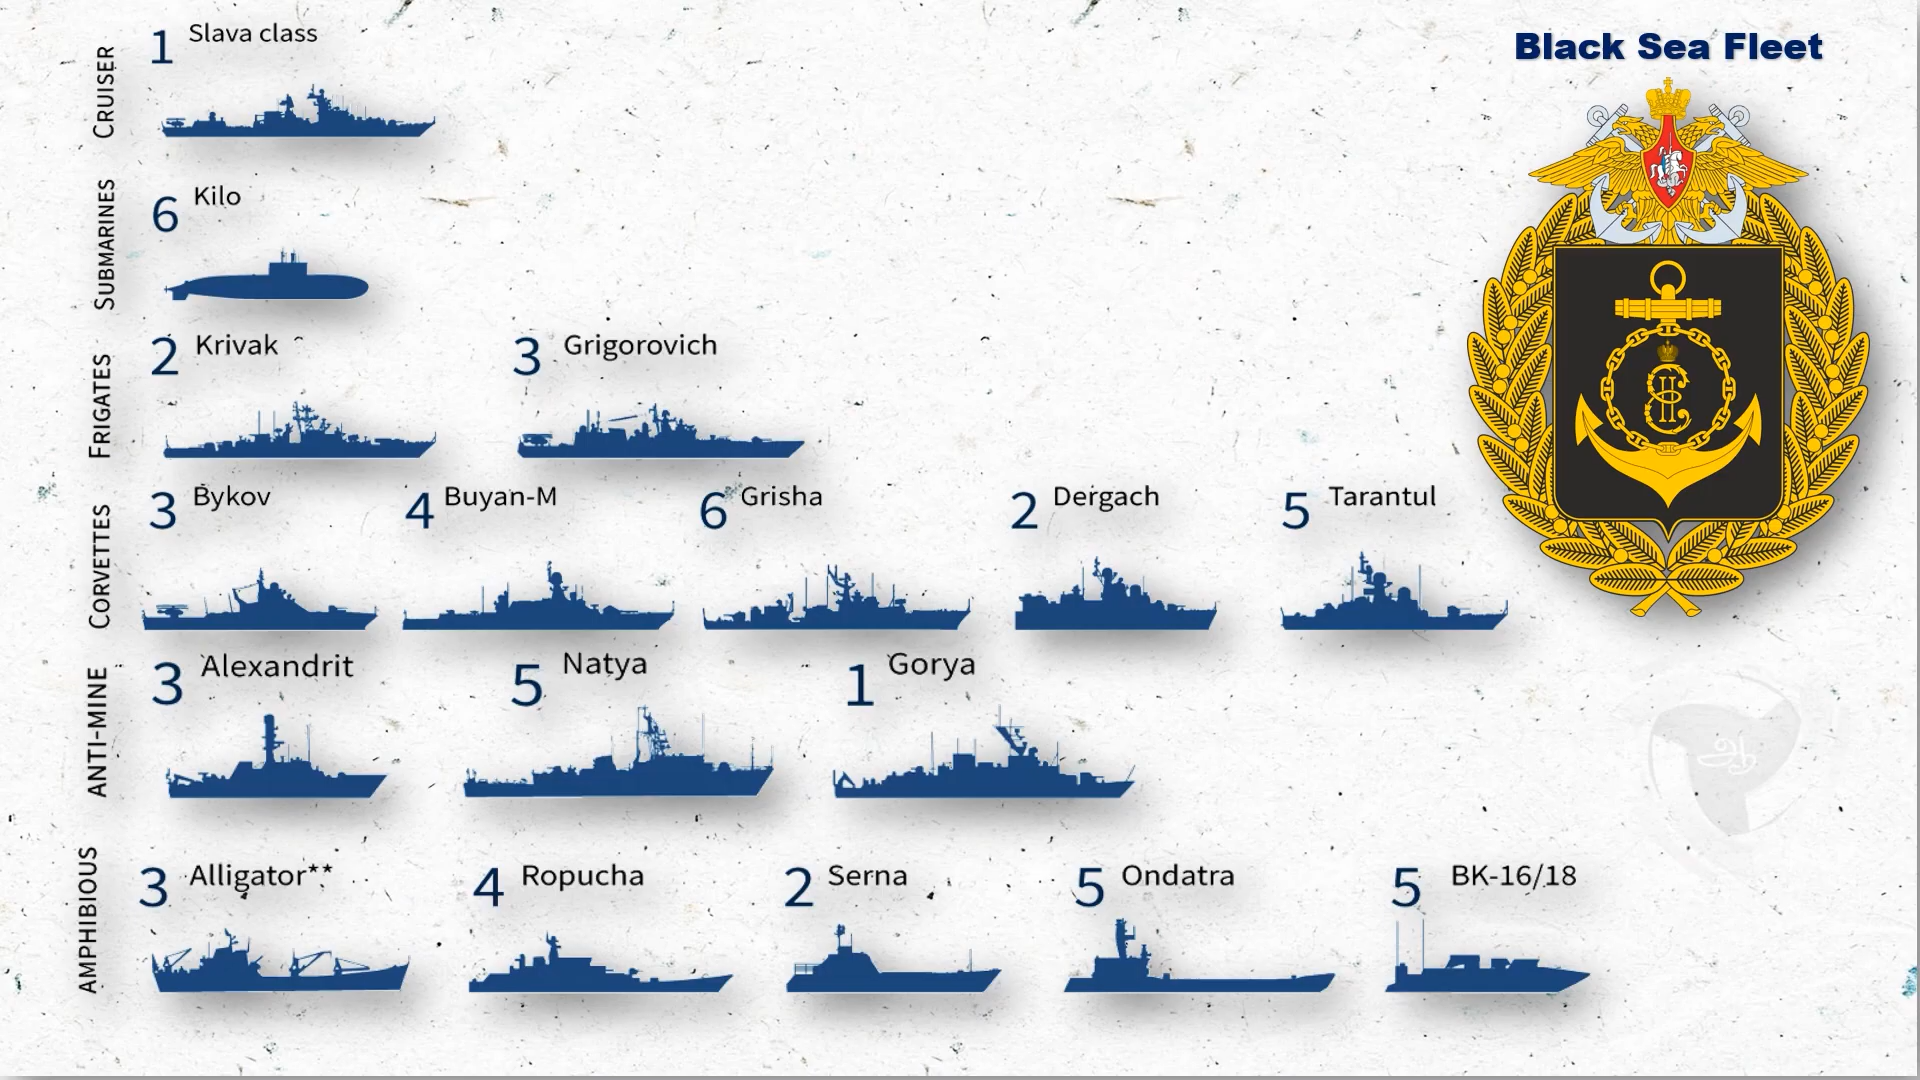 Black Sea Fleet
CRUISER
1 Slava class
SUBMARINES
6 Kilo
FRIGATES
2 Krivak
3 Grigorovich
CORVETTES
3 Bykov
4 Buyan-M
6 Grisha
2 Dergach
5 Tarantul
ANTI-MINE
3 Alexandrit
5 Natya
1 Gorya
AMPHIBIOUS
3 Alligator**
4 Ropucha
2 Serna
5 Ondatra
5 BK-16/18